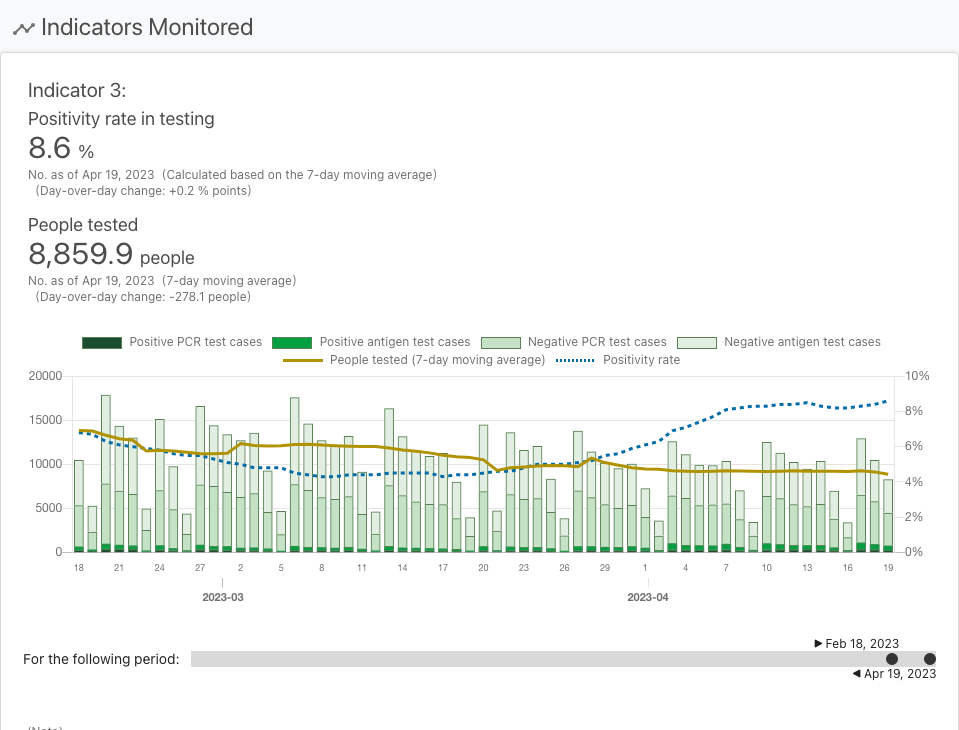 Indicators Monitored
Indicator 3:
Positivity rate in testing
8.6 %
No. as of Apr 19, 2023 (Calculated based on the 7-day moving average)
(Day-over-day change: +0.2 % points)
People tested
8,859.9 people
No. as of Apr 19, 2023 (7-day moving average)
(Day-over-day change: -278.1 people)
Positive PCR test cases Positive antigen test cases Negative PCR test cases Negative antigen test cases
People tested (7-day moving average) Positivity rate
20000 10%
15000 8%
10000 6%
5000 4%
0 2%
0%
18 21 24 27 2 5 8 11 14 17 20 23 26 29 1 4 7 10 13 16 19
2023-03 2023-04
Feb 18, 2023
For the following period:
Apr 19, 2023